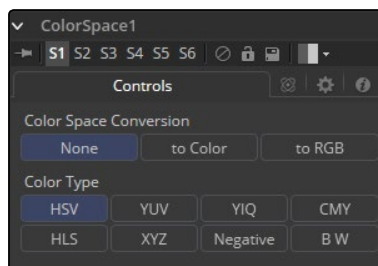 ColorSpace1
S1 S2 S3 S4 S5 S6
Controls
Color Space Conversion
None to Color to RGB
Color Type
HSV YUV YIQ CMY
HLS XYZ Negative B W